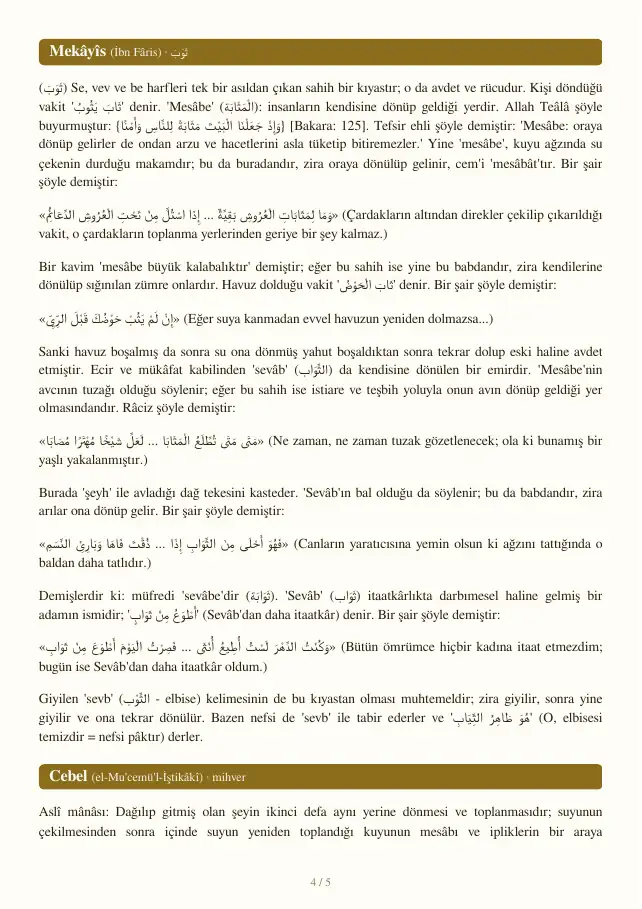 Mekâyîs (İbn Fâris) · ثَوَبَ
(ثَوَبَ) Se, vev ve be harfleri tek bir asıldan çıkan sahih bir kıyastır; o da avdet ve rücudur. Kişi döndüğü
vakit 'ثَابَ يَثُوبُ' denir. 'Mesâbe' (الْمَثَابَةُ): insanların kendisine dönüp geldiği yerdir. Allah Teâlâ şöyle
buyurmuştur: {وَإِذْ جَعَلْنَا الْبَيْتَ مَثَابَةً لِلنَّاسِ وَأَمْنًا} [Bakara: 125]. Tefsir ehli şöyle demiştir: 'Mesâbe: oraya
dönüp gelirler de ondan arzu ve hacetlerini asla tüketip bitiremezler.' Yine 'mesâbe', kuyu ağzında su
çekenin durduğu makamdır; bu da buradandır, zira oraya dönülüp gelinir, cem'i 'mesâbât'tır. Bir şair
şöyle demiştir:
«وَمَا لِمَثَابَاتِ الْعُرُوشِ بَقِيَّةٌ ... إِذَا اسْتُلَّ مِنْ تَحْتِ الْعُرُوشِ الدَّعَائِمُ» (Çardakların altından direkler çekilip çıkarıldığı
vakit, o çardakların toplanma yerlerinden geriye bir şey kalmaz.)
Bir kavim 'mesâbe büyük kalabalıktır' demiştir; eğer bu sahih ise yine bu babdandır, zira kendilerine
dönülüp sığınılan zümre onlardır. Havuz dolduğu vakit 'ثَابَ الْحَوْضُ' denir. Bir şair şöyle demiştir:
«إِنْ لَمْ يَثُبْ حَوْضُكَ قَبْلَ الرِّيِّ» (Eğer suya kanmadan evvel havuzun yeniden dolmazsa...)
Sanki havuz boşalmış da sonra su ona dönmüş yahut boşaldıktan sonra tekrar dolup eski haline avdet
etmiştir. Ecir ve mükâfat kabilinden 'sevâb' (الثَّوَاب) da kendisine dönülen bir emirdir. 'Mesâbe'nin
avcının tuzağı olduğu söylenir; eğer bu sahih ise istiare ve teşbih yoluyla onun avın dönüp geldiği yer
olmasındandır. Râciz şöyle demiştir:
«مَتَى مَتَى تُطَّلَعُ الْمَثَابَا ... لَعَلَّ شَيْخًا مُهْتَرًا مُصَابَا» (Ne zaman, ne zaman tuzak gözetlenecek; ola ki bunamış bir
yaşlı yakalanmıştır.)
Burada 'şeyh' ile avladığı dağ tekesini kasteder. 'Sevâb'ın bal olduğu da söylenir; bu da babdandır, zira
arılar ona dönüp gelir. Bir şair şöyle demiştir:
«فَهُوَ أَحْلَى مِنَ الثَّوَابِ إِذَا ... ذُقْتُ فَاهَا وَبَارِئِ النَّسَمِ» (Canların yaratıcısına yemin olsun ki ağzını tattığında o
baldan daha tatlıdır.)
Demişlerdir ki: müfredi 'sevâbe'dir (ثَوَابَة). 'Sevâb' (ثَوَاب) itaatkârlıkta darbımesel haline gelmiş bir
adamın ismidir; 'أَطْوَعُ مِنْ ثَوَابٍ' (Sevâb'dan daha itaatkâr) denir. Bir şair şöyle demiştir:
«وَكُنْتُ الدَّهْرَ لَسْتُ أُطِيعُ أُنْثَى ... فَصِرْتُ الْيَوْمَ أَطْوَعَ مِنْ ثَوَابِ» (Bütün ömrümce hiçbir kadına itaat etmezdim;
bugün ise Sevâb'dan daha itaatkâr oldum.)
Giyilen 'sevb' (الثَّوْب - elbise) kelimesinin de bu kıyastan olması muhtemeldir; zira giyilir, sonra yine
giyilir ve ona tekrar dönülür. Bazen nefsi de 'sevb' ile tabir ederler ve 'هُوَ طَاهِرُ الثِّيَابِ' (O, elbisesi
temizdir = nefsi pâktır) derler.
Cebel (el-Mu'cemü'l-İştikâkî) · mihver
Aslî mânâsı: Dağılıp gitmiş olan şeyin ikinci defa aynı yerine dönmesi ve toplanmasıdır; suyunun
çekilmesinden sonra içinde suyun yeniden toplandığı kuyunun mesâbı ve ipliklerin bir araya
4 / 5